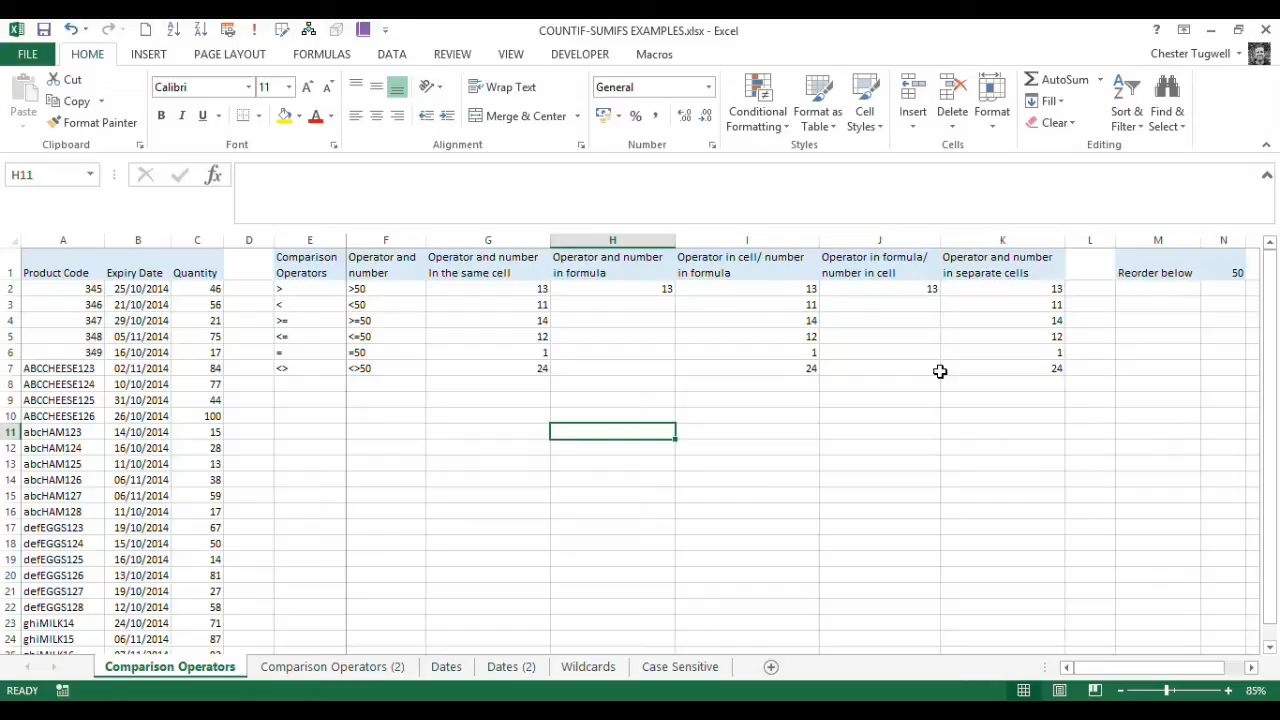 COUNTIF-SUMIFS EXAMPLES.xlsx - Excel
FILE HOME INSERT PAGE LAYOUT FORMULAS DATA REVIEW VIEW DEVELOPER Macros Chester Tugwell
Cut
Copy
Format Painter
Paste
Clipboard
Calibri 11
B I U
Font
Wrap Text
Merge & Center
Alignment
General
Number
Conditional Formatting
Format as Table
Cell Styles
Styles
Insert Delete Format
Cells
AutoSum
Fill
Clear
Sort & Filter
Find & Select
Editing
H11 fx
A B C D E F G H I J K L M N
1 Product Code Expiry Date Quantity Comparison Operators Operator and number Operator and number In the same cell Operator and number in formula Operator in cell/ number in formula Operator in formula/ number in cell Operator and number in separate cells Reorder below 50
2 345 25/10/2014 46 > >50 13 13 13 13 13
3 346 21/10/2014 56 < <50 11 11 11
4 347 29/10/2014 21 >= >=50 14 14 14
5 348 05/11/2014 75 <= <=50 12 12 12
6 349 16/10/2014 17 = =50 1 1 1
7 ABCCHEESE123 02/11/2014 84 <> <>50 24 24 24
8 ABCCHEESE124 10/10/2014 77
9 ABCCHEESE125 31/10/2014 44
10 ABCCHEESE126 26/10/2014 100
11 abcHAM123 14/10/2014 15
12 abcHAM124 16/10/2014 28
13 abcHAM125 11/10/2014 13
14 abcHAM126 06/11/2014 38
15 abcHAM127 06/11/2014 59
16 abcHAM128 11/10/2014 17
17 defEGGS123 19/10/2014 67
18 defEGGS124 15/10/2014 50
19 defEGGS125 16/10/2014 14
20 defEGGS126 13/10/2014 81
21 defEGGS127 19/10/2014 27
22 defEGGS128 12/10/2014 58
23 ghiMILK14 24/10/2014 71
24 ghiMILK15 06/11/2014 87
Comparison Operators Comparison Operators (2) Dates Dates (2) Wildcards Case Sensitive
READY 85%